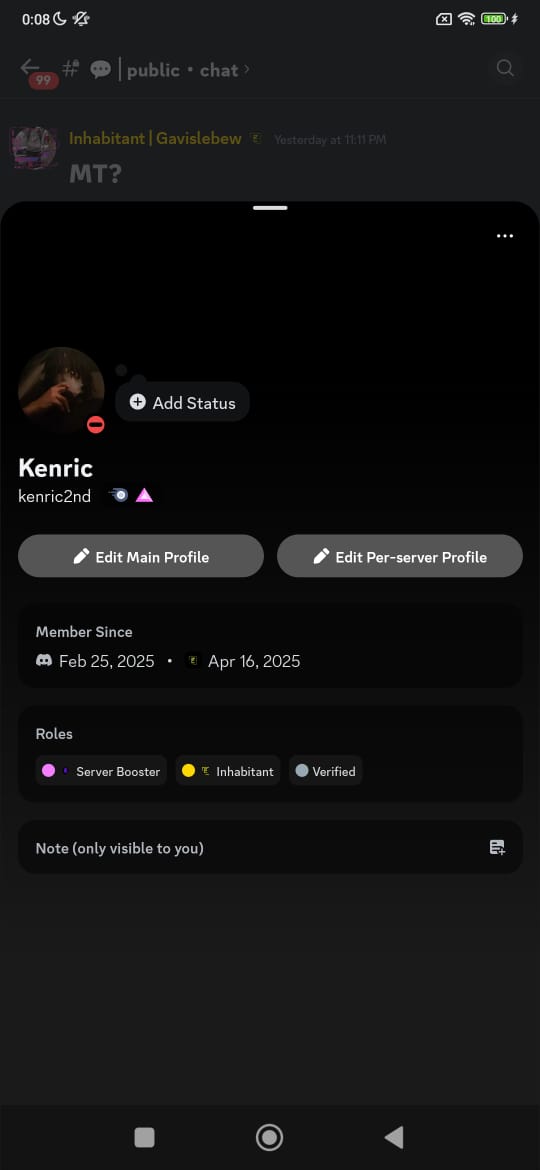 0:08
100
99
public • chat
Inhabitant | Gavislebew Yesterday at 11:11 PM
MT?
Add Status
Kenric
kenric2nd
Edit Main Profile
Edit Per-server Profile
Member Since
Feb 25, 2025 • Apr 16, 2025
Roles
Server Booster
Inhabitant
Verified
Note (only visible to you)